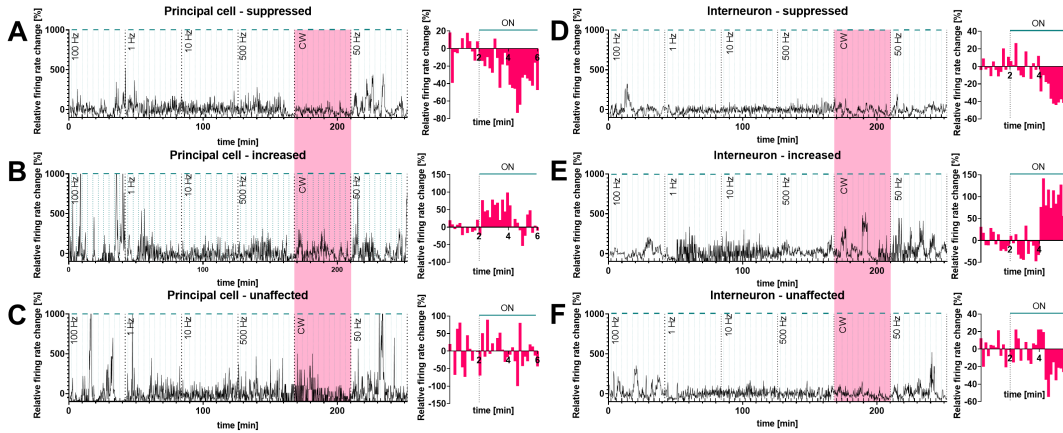 A
Principal cell - suppressed
Relative firing rate change [%]
1000
500
0
100 Hz
1 Hz
10 Hz
500 Hz
CW
50 Hz
0
100
200
time [min]
Relative firing rate change [%]
ON
40
20
0
-20
-40
-60
-80
2
4
6
time [min]
D
Interneuron - suppressed
Relative firing rate change [%]
1000
500
0
100 Hz
1 Hz
10 Hz
500 Hz
CW
50 Hz
0
100
200
time [min]
Relative firing rate change [%]
ON
40
20
0
-20
-40
-60
2
4
time [min]
B
Principal cell - increased
Relative firing rate change [%]
1000
500
0
100 Hz
1 Hz
10 Hz
500 Hz
CW
50 Hz
0
100
200
time [min]
Relative firing rate change [%]
ON
150
100
50
0
-50
-100
2
4
6
time [min]
E
Interneuron - increased
Relative firing rate change [%]
1000
500
0
100 Hz
1 Hz
10 Hz
500 Hz
CW
50 Hz
0
100
200
time [min]
Relative firing rate change [%]
ON
150
100
50
0
-50
2
4
time [min]
C
Principal cell - unaffected
Relative firing rate change [%]
1000
500
0
100 Hz
1 Hz
10 Hz
500 Hz
CW
50 Hz
0
100
200
time [min]
Relative firing rate change [%]
ON
100
50
0
-50
-100
-150
2
4
6
time [min]
F
Interneuron - unaffected
Relative firing rate change [%]
1000
500
0
100 Hz
1 Hz
10 Hz
500 Hz
CW
50 Hz
0
100
200
time [min]
Relative firing rate change [%]
ON
40
20
0
-20
-40
-60
2
4
time [min]